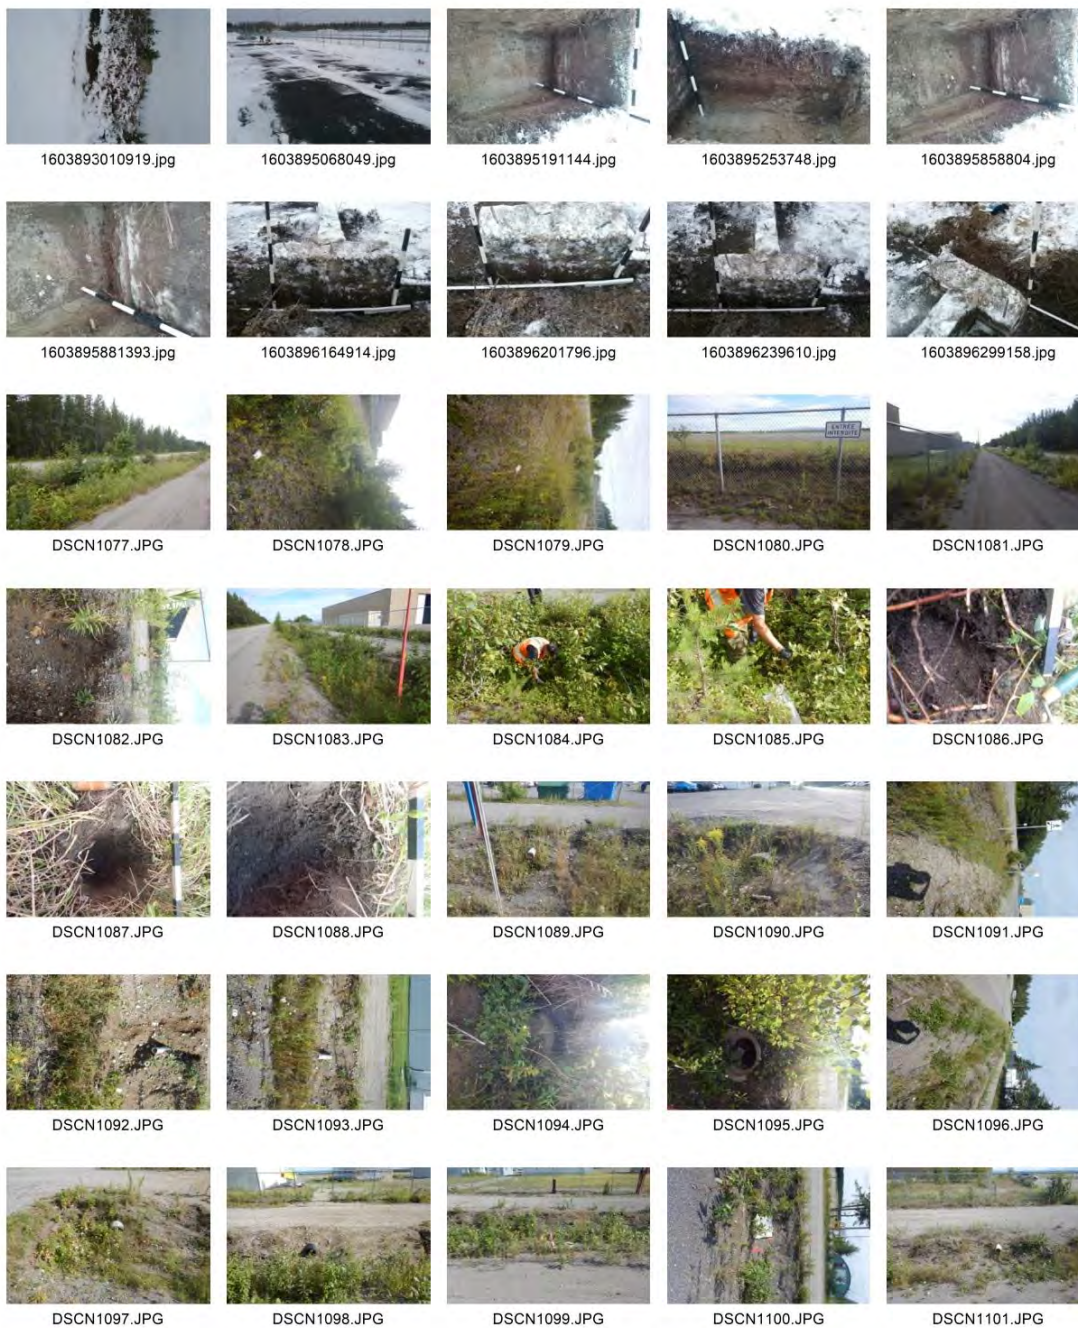 1603893010919.jpg 1603895068049.jpg 1603895191144.jpg 1603895253748.jpg 1603895858804.jpg
1603895881393.jpg 1603896164914.jpg 1603896201796.jpg 1603896239610.jpg 1603896299158.jpg
ENTRÉE
INTERDITE
DSCN1077.JPG DSCN1078.JPG DSCN1079.JPG DSCN1080.JPG DSCN1081.JPG
DSCN1082.JPG DSCN1083.JPG DSCN1084.JPG DSCN1085.JPG DSCN1086.JPG
DSCN1087.JPG DSCN1088.JPG DSCN1089.JPG DSCN1090.JPG DSCN1091.JPG
DSCN1092.JPG DSCN1093.JPG DSCN1094.JPG DSCN1095.JPG DSCN1096.JPG
DSCN1097.JPG DSCN1098.JPG DSCN1099.JPG DSCN1100.JPG DSCN1101.JPG